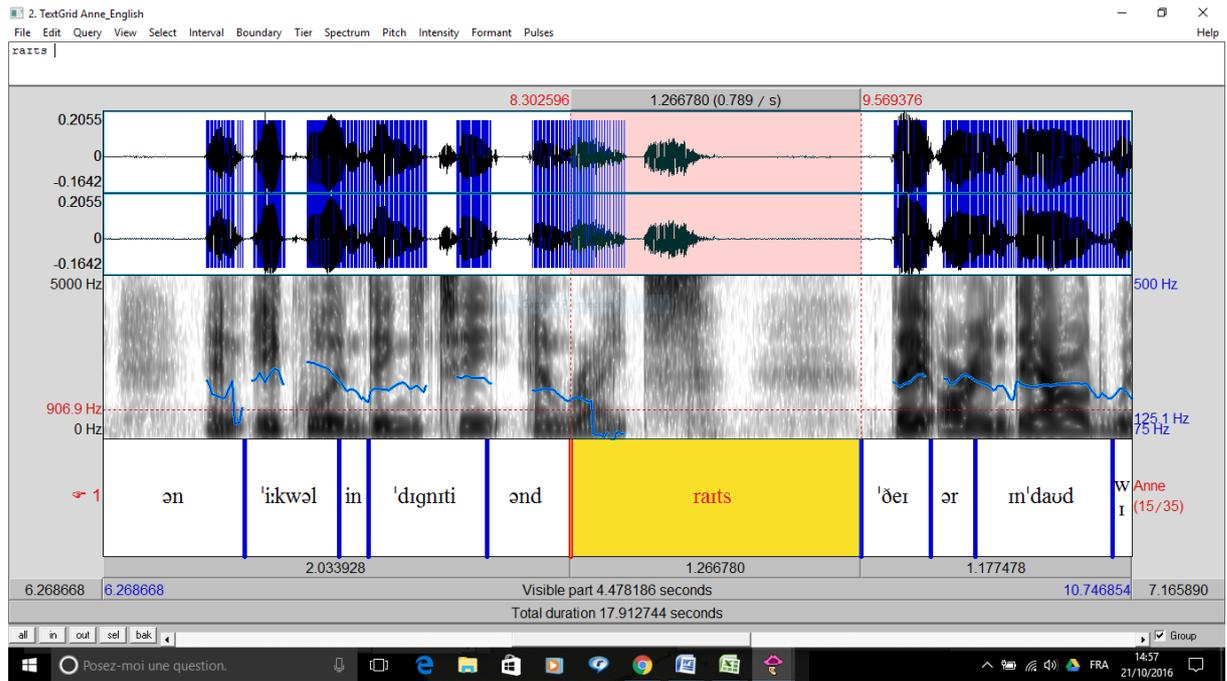 2. TextGrid Anne_English
File Edit Query View Select Interval Boundary Tier Spectrum Pitch Intensity Formant Pulses Help
raɪts
8.302596 1.266780 (0.789 / s) 9.569376
0.2055
0
-0.1642
0.2055
0
-0.1642
5000 Hz 500 Hz
906.9 Hz
125.1 Hz
0 Hz 75 Hz
☞ 1 ən ˈiːkwəl in ˈdɪgnɪti ənd raɪts ˈðeɪ ər ɪnˈdaʊd wɪ Anne (15/35)
2.033928 1.266780 1.177478
6.268668 6.268668 Visible part 4.478186 seconds 10.746854 7.165890
Total duration 17.912744 seconds
all in out sel bak Group
Posez-moi une question. FRA 14:57
21/10/2016